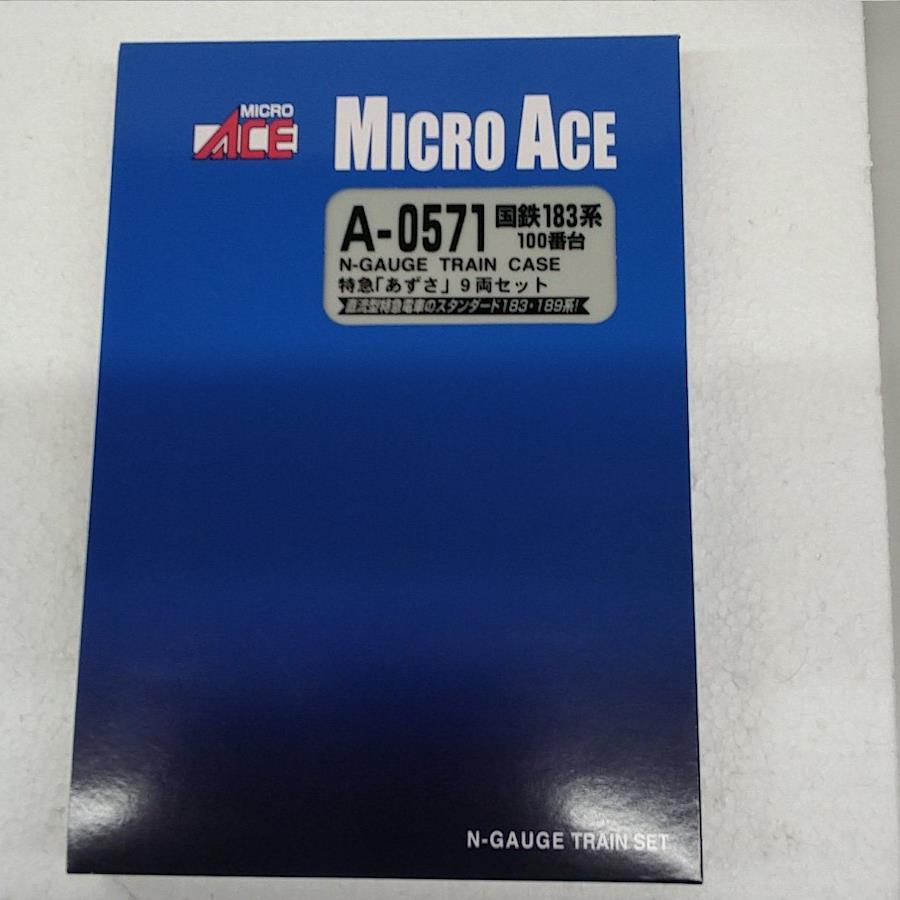 MICRO
ACE
MICRO ACE
A-0571 国鉄183系
100番台
N-GAUGE TRAIN CASE
特急「あずさ」9両セット
直流型特急電車のスタンダード183・189系!
N-GAUGE TRAIN SET